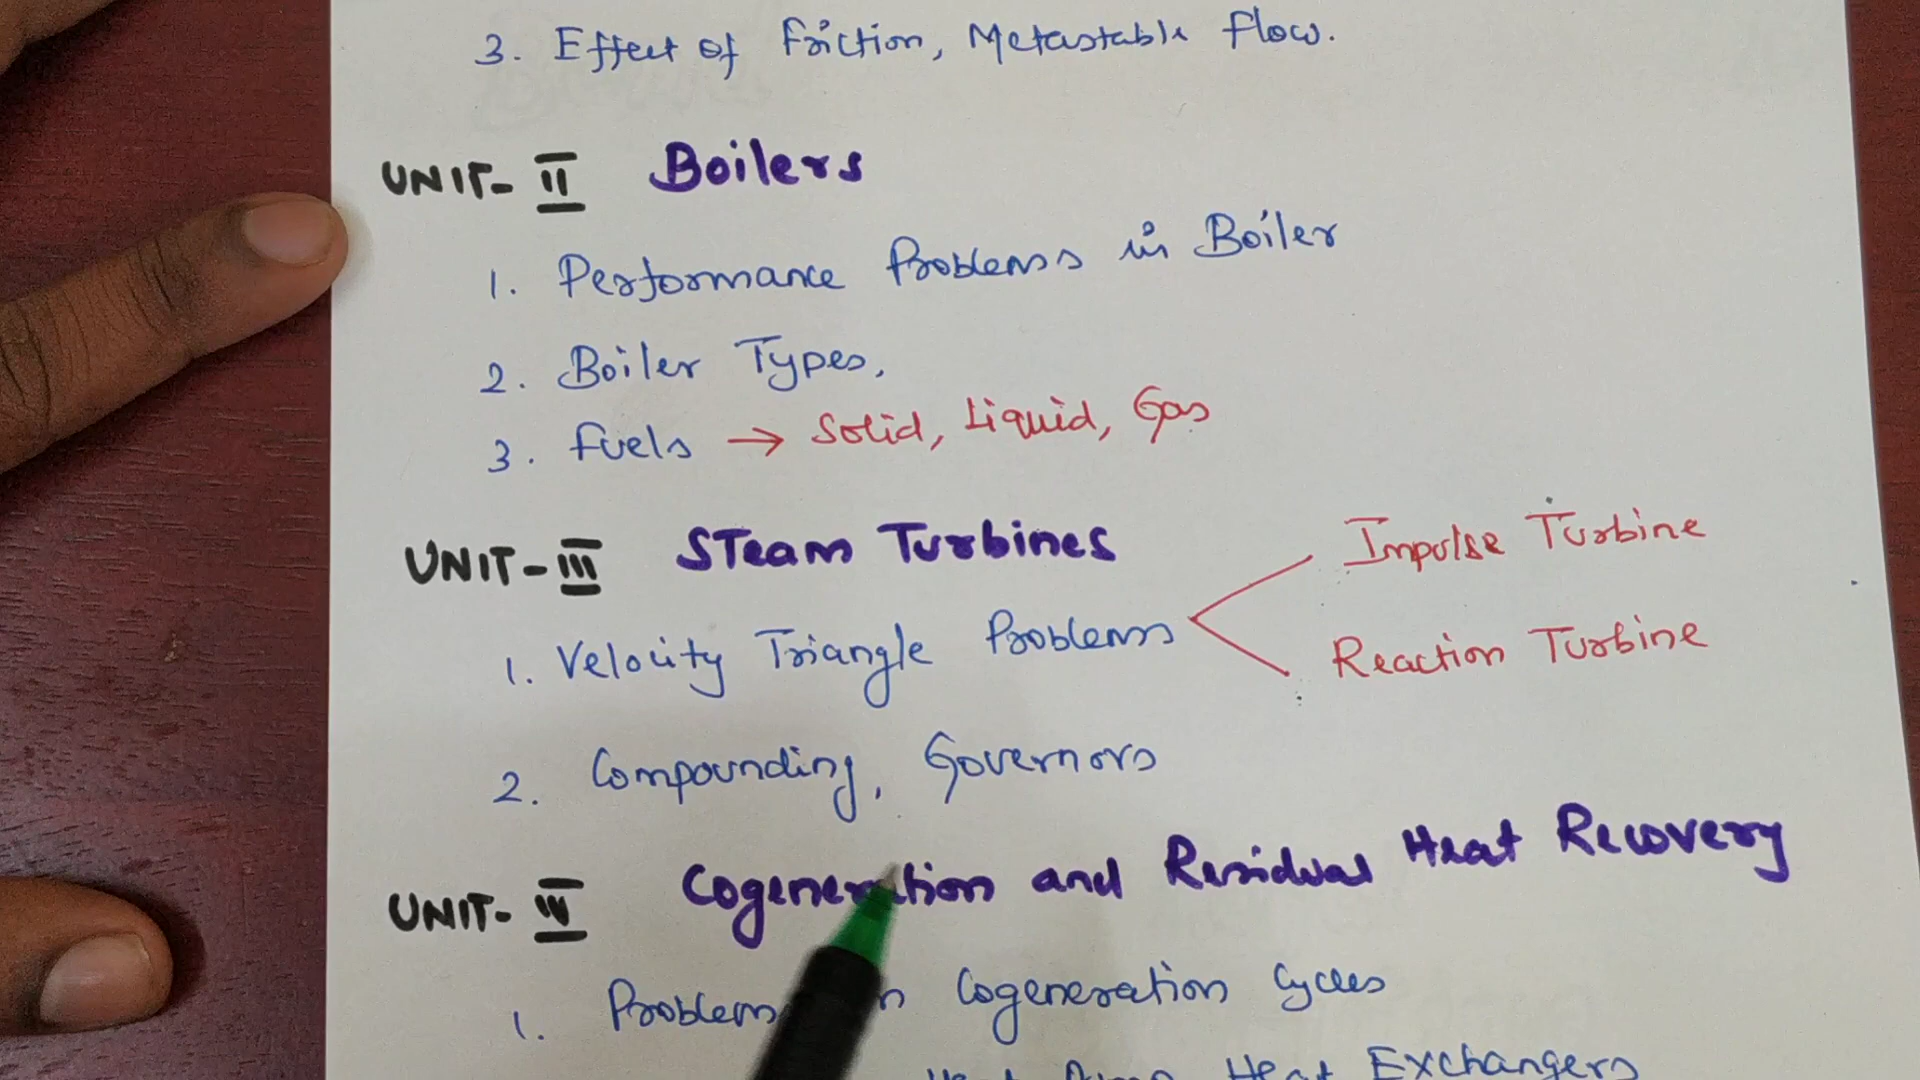 3. Effect of Friction, Metastable flow.
UNIT-II Boilers
1. Performance Problems in Boiler
2. Boiler Types,
3. Fuels → Solid, Liquid, Gas
UNIT-III Steam Turbines
Impulse Turbine
1. Velocity Triangle Problems
Reaction Turbine
2. Compounding, Governors
UNIT-IV Cogeneration and Residual Heat Recovery
1. Problems in Cogeneration Cycles
Heat Exchangers